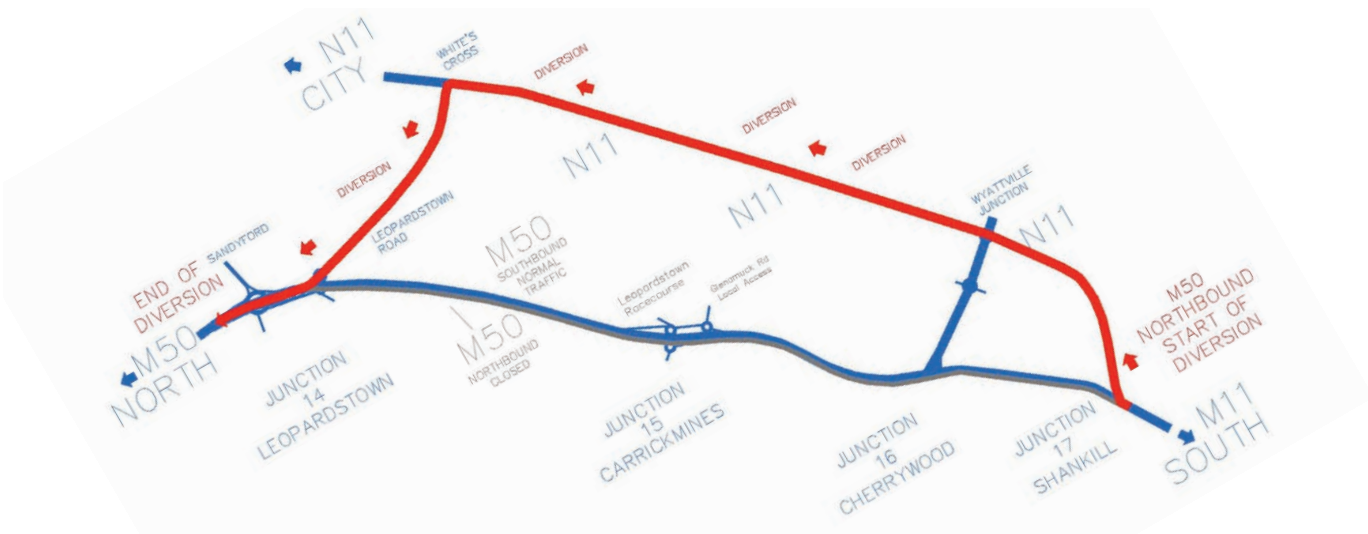 N11
CITY
WHITE'S
CROSS
DIVERSION
N11
DIVERSION
DIVERSION
N11
WYATTVILLE
JUNCTION
N11
DIVERSION
LEOPARDSTOWN
ROAD
SANDYFORD
END OF
DIVERSION
M50
NORTH
M50
SOUTHBOUND
NORMAL
TRAFFIC
M50
NORTHBOUND
CLOSED
Leopardstown
Racecourse
Glenamuck Rd
Local Access
M50
NORTHBOUND
START OF
DIVERSION
M11
SOUTH
JUNCTION
14
LEOPARDSTOWN
JUNCTION
15
CARRICKMINES
JUNCTION
16
CHERRYWOOD
JUNCTION
17
SHANKILL